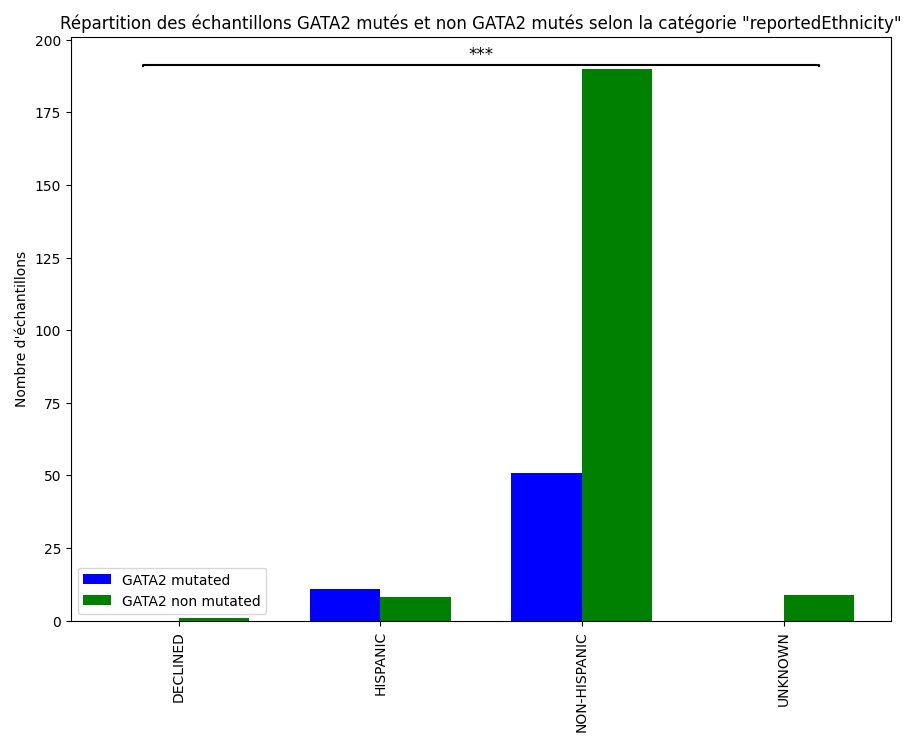 Répartition des échantillons GATA2 mutés et non GATA2 mutés selon la catégorie "reportedEthnicity"
***
200
175
150
125
100
75
50
25
0
Nombre d'échantillons
GATA2 mutated
GATA2 non mutated
DECLINED
HISPANIC
NON-HISPANIC
UNKNOWN